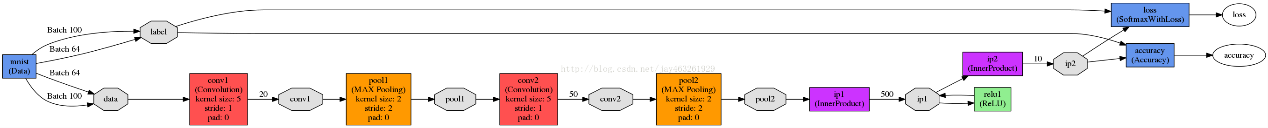 mnist
(Data)
Batch 100
Batch 64
Batch 64
Batch 100
label
data
conv1
(Convolution)
kernel size: 5
stride: 1
pad: 0
20
conv1
pool1
(MAX Pooling)
kernel size: 2
stride: 2
pad: 0
pool1
conv2
(Convolution)
kernel size: 5
stride: 1
pad: 0
50
conv2
pool2
(MAX Pooling)
kernel size: 2
stride: 2
pad: 0
pool2
ip1
(InnerProduct)
500
ip1
relu1
(ReLU)
ip2
(InnerProduct)
10
ip2
loss
(SoftmaxWithLoss)
loss
accuracy
(Accuracy)
accuracy